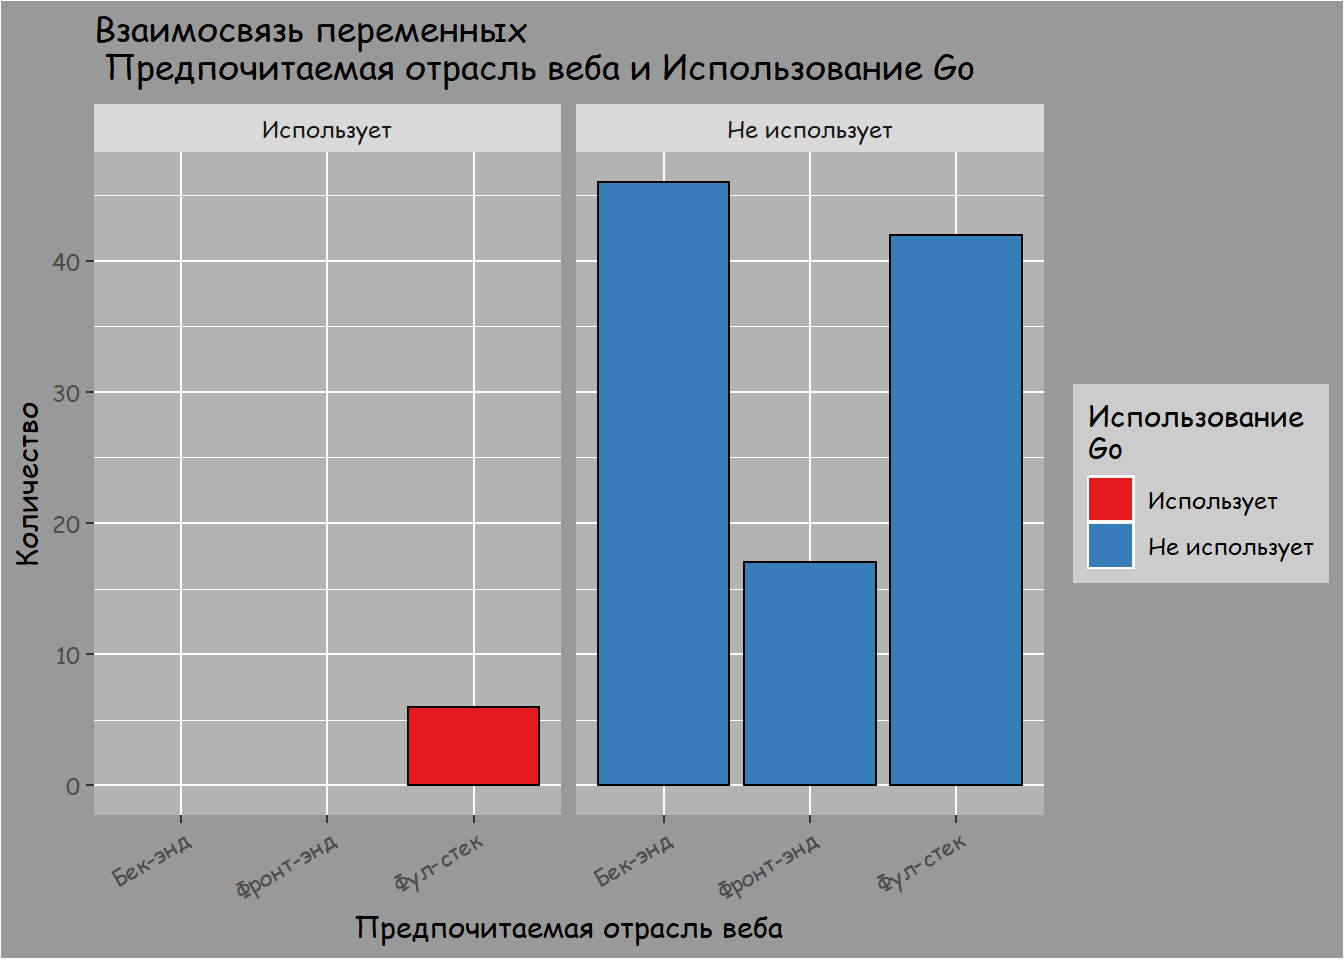 Взаимосвязь переменных
Предпочитаемая отрасль веба и Использование Go
Использует
Не использует
Количество
40
30
20
10
0
Бек-энд
Фронт-энд
Фул-стек
Бек-энд
Фронт-энд
Фул-стек
Предпочитаемая отрасль веба
Использование
Go
Использует
Не использует